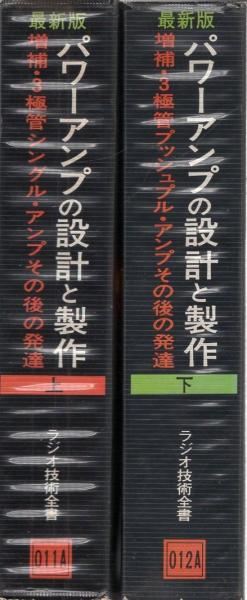 最新版
パワーアンプの設計と製作
増補・3極管シングル・アンプその後の発達
上
ラジオ技術全書
011A
最新版
パワーアンプの設計と製作
増補・3極管プッシュプル・アンプその後の発達
下
ラジオ技術全書
012A